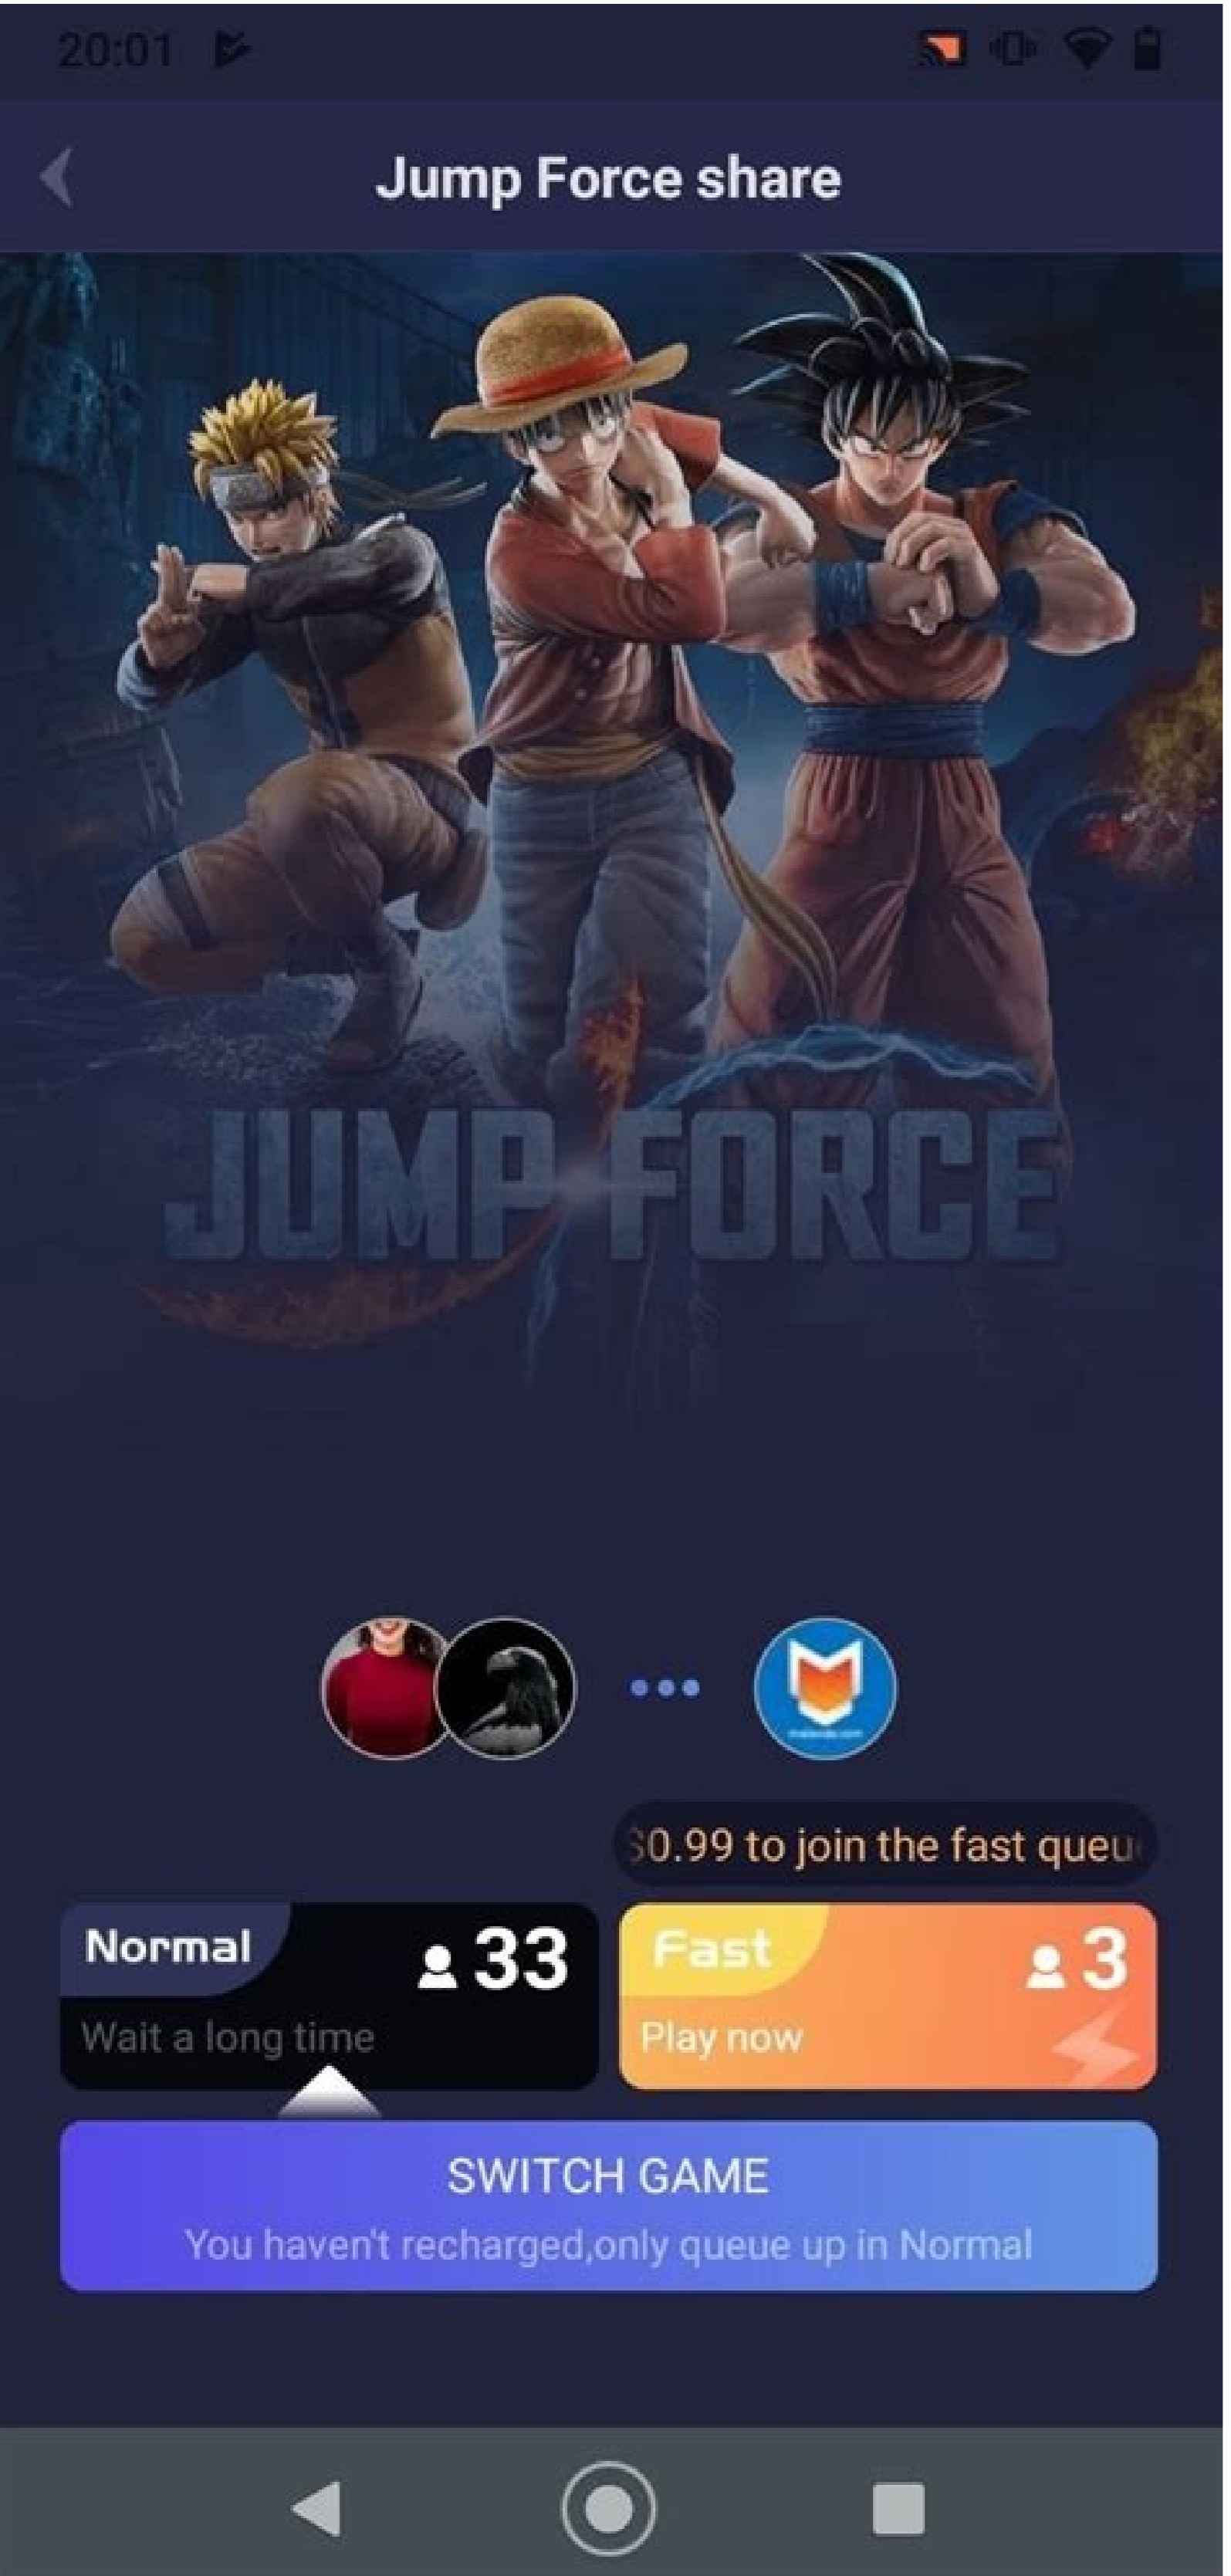 20:01
Jump Force share
JUMP FORCE
$0.99 to join the fast
Normal
33
Fast
3
Wait a long time
Play now
SWITCH GAME
You haven't recharged,only queue up in Normal